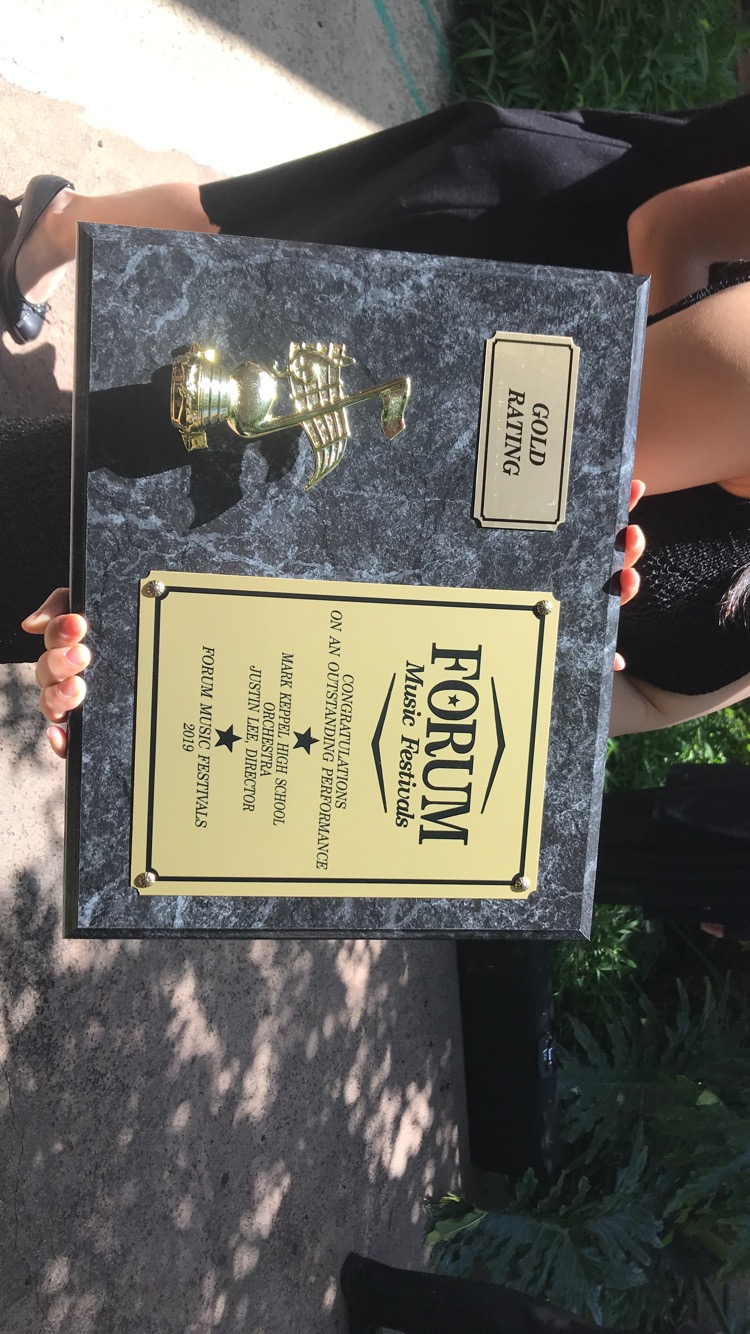 GOLD
RATING
FORUM
Music Festivals
CONGRATULATIONS
ON AN OUTSTANDING PERFORMANCE
MARK KEPPEL HIGH SCHOOL
ORCHESTRA
JUSTIN LEE, DIRECTOR
FORUM MUSIC FESTIVALS
2019